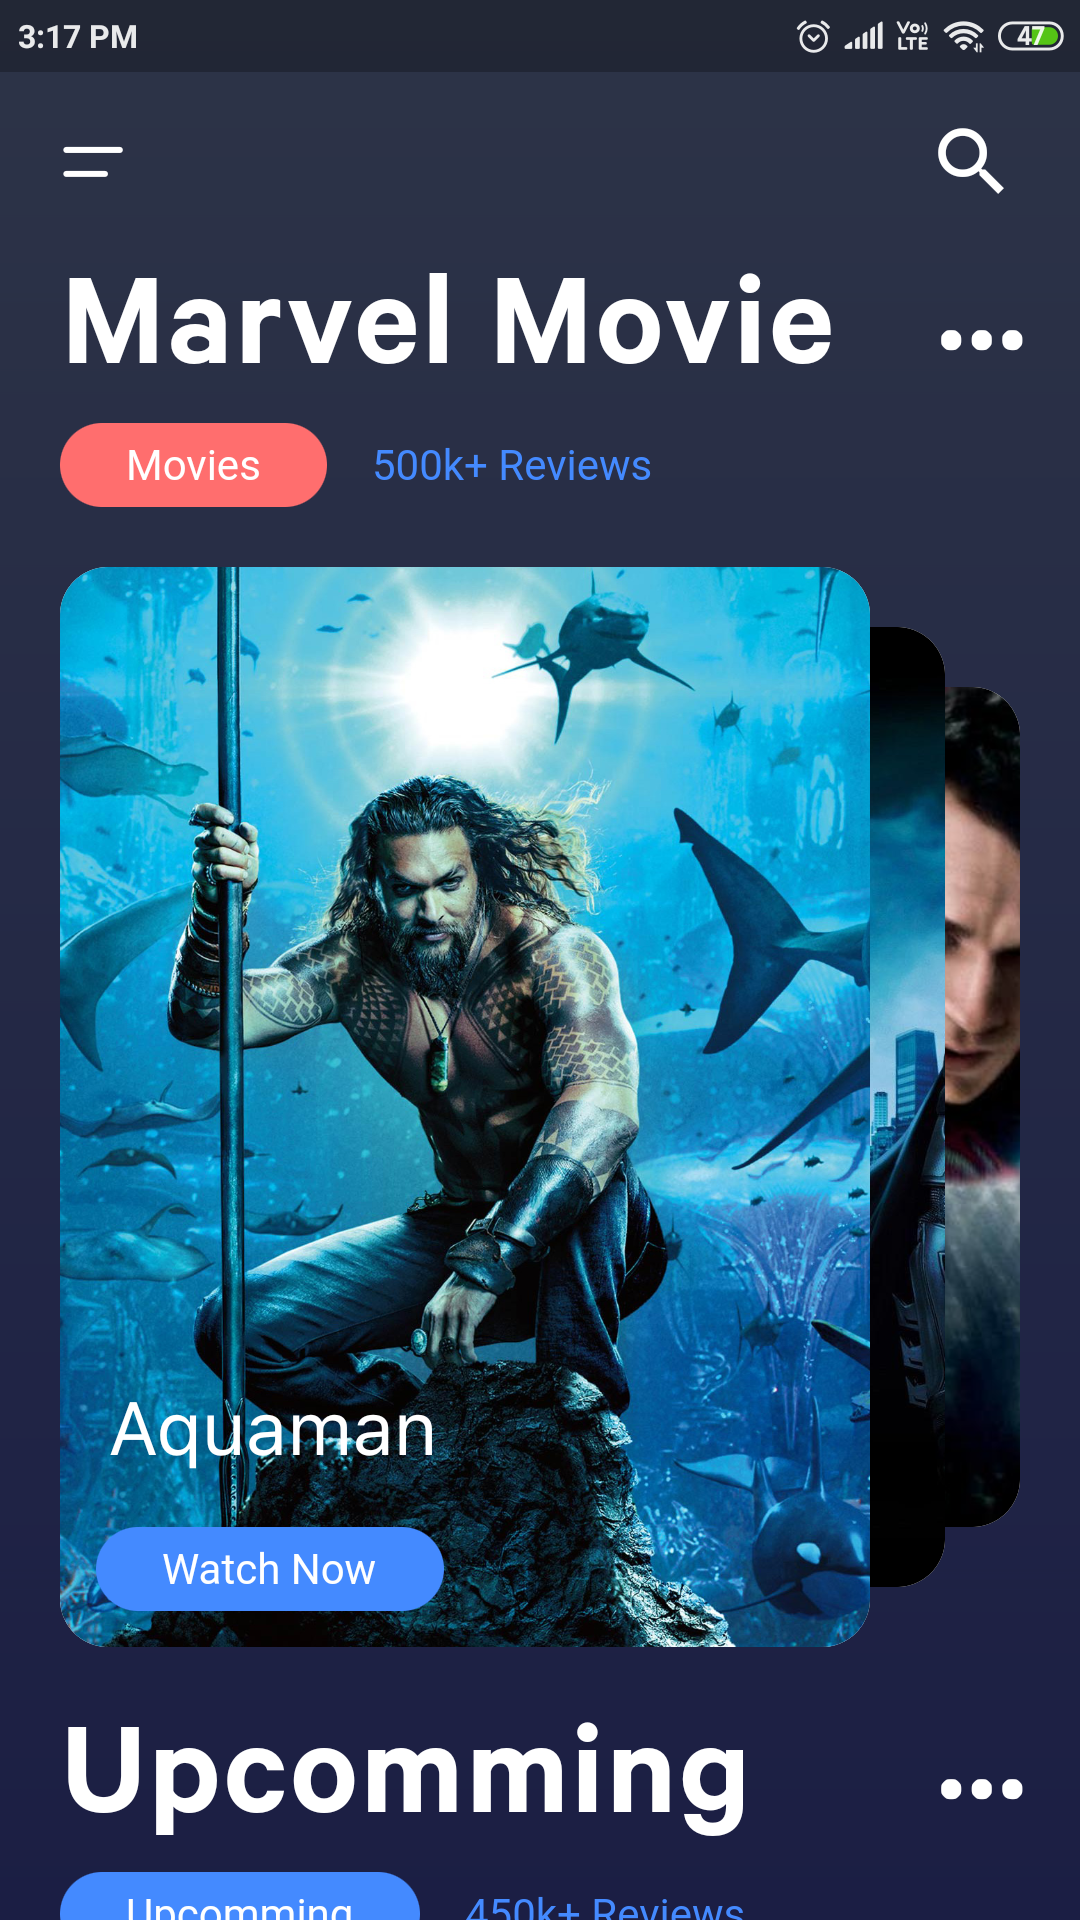 3:17 PM
Vo)) LTE
47
Marvel Movie
Movies
500k+ Reviews
Aquaman
Watch Now
Upcomming
Upcomming
450k+ Reviews